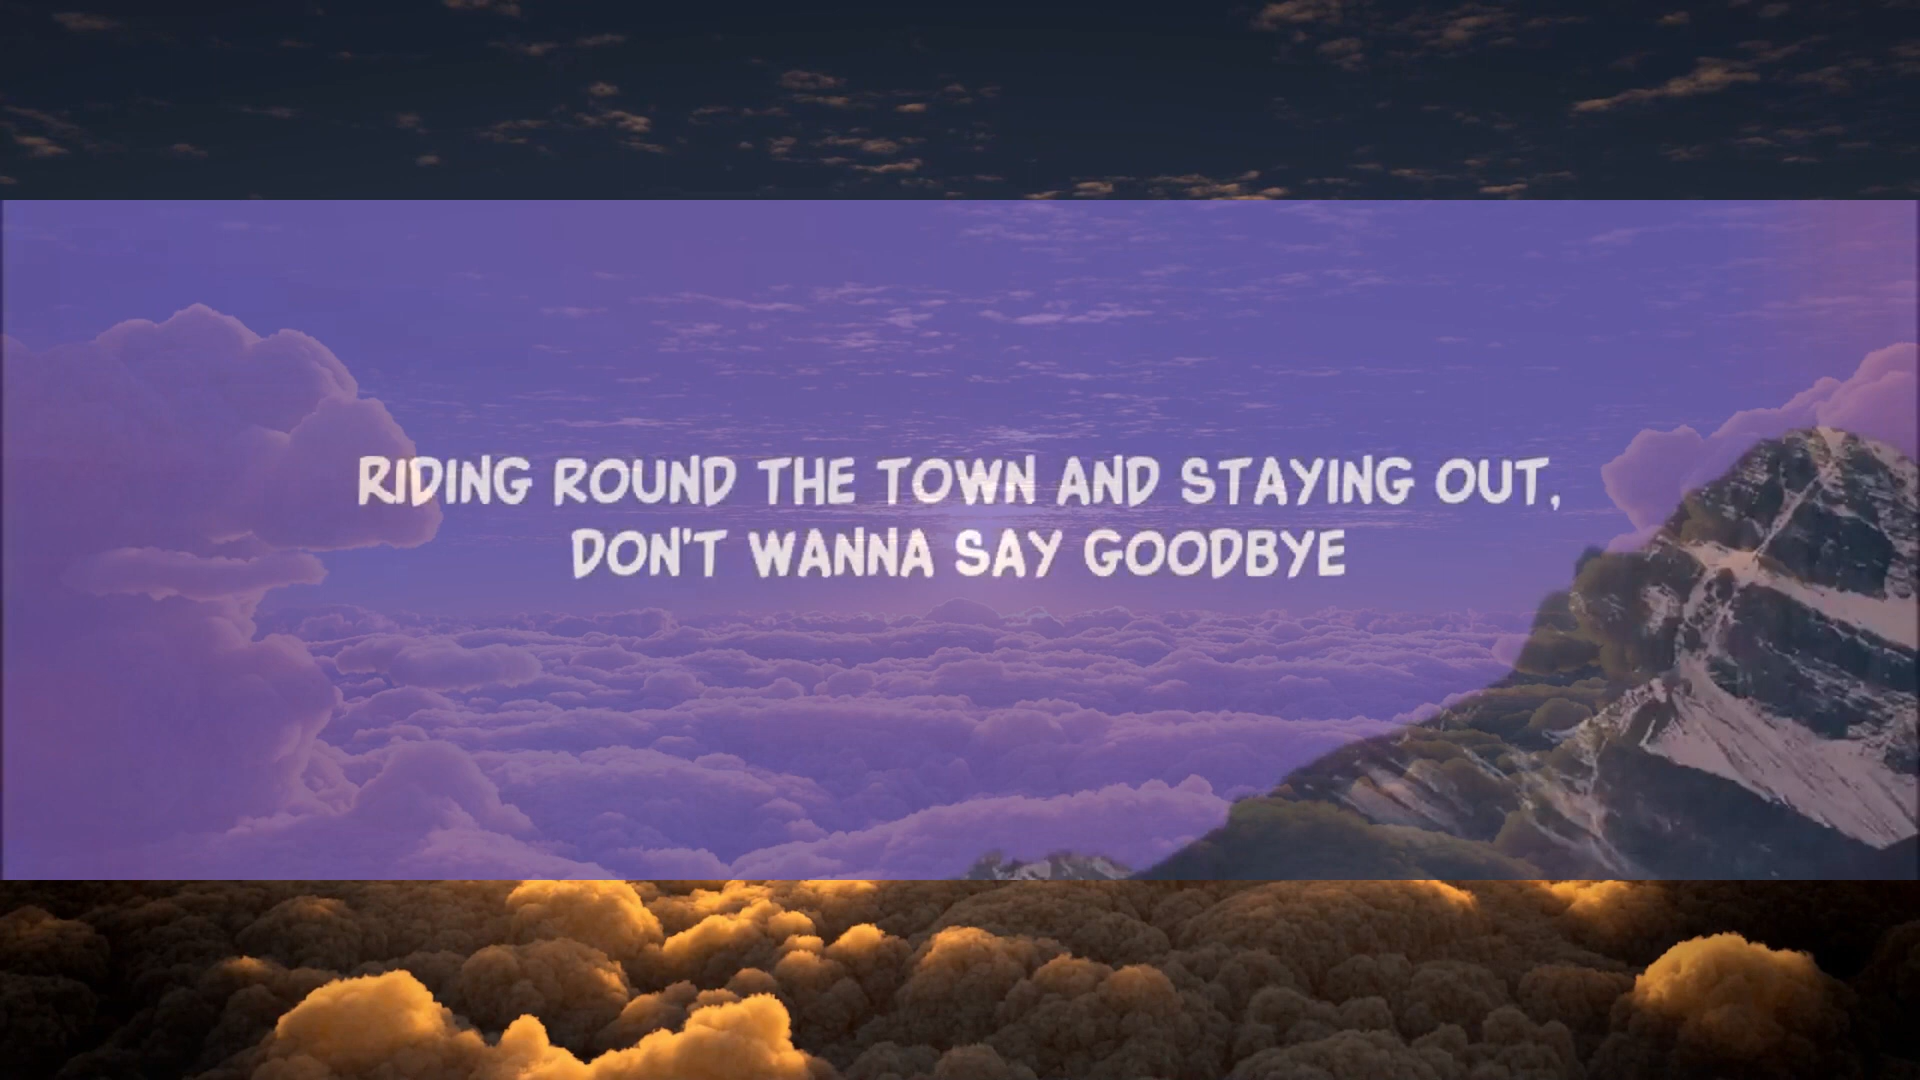 RIDING ROUND THE TOWN AND STAYING OUT,
DON'T WANNA SAY GOODBYE